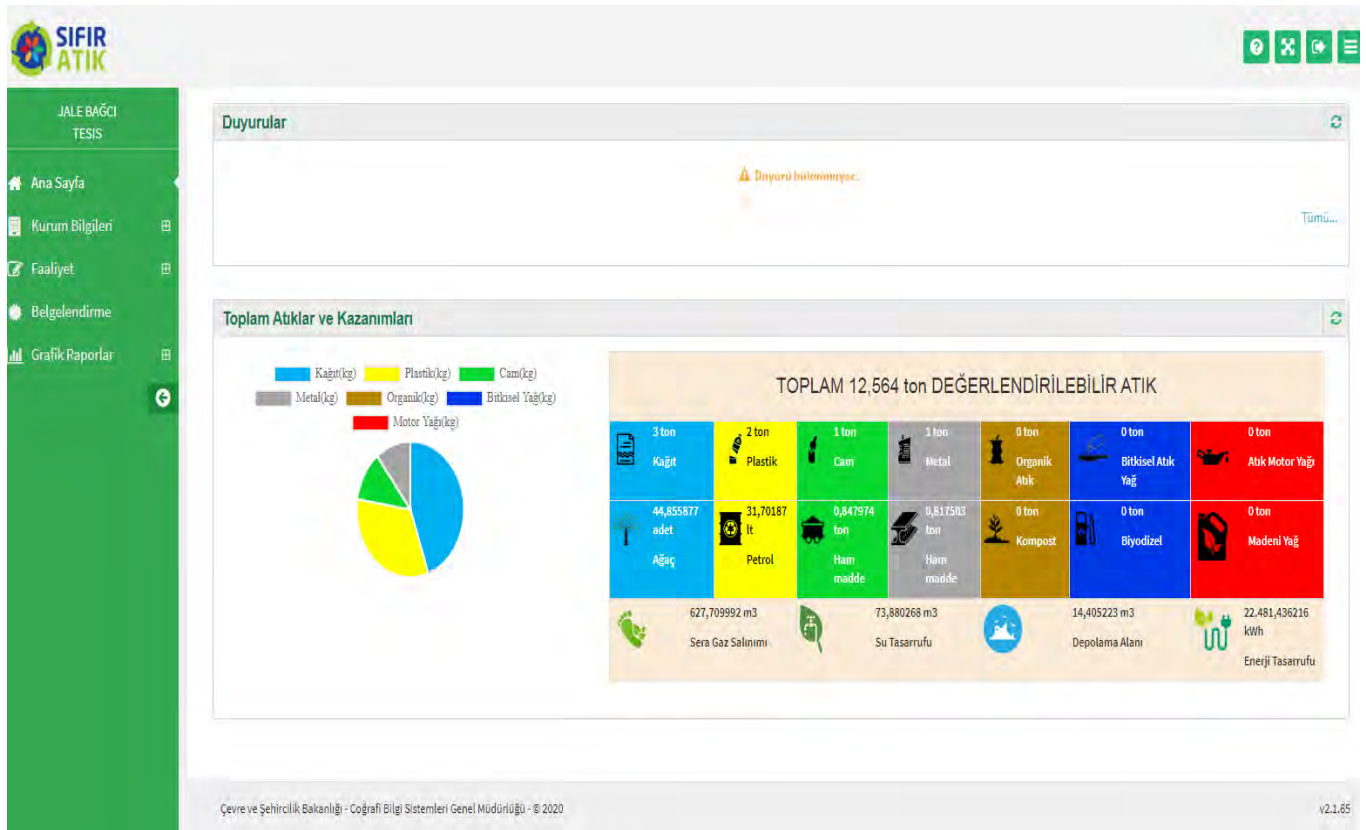 SIFIR
ATIK
JALE BAĞCI
TESIS
Ana Sayfa
Kurum Bilgileri
Faaliyet
Belgelendirme
Grafik Raporlar
Duyurular
Duyuru bulunmuyor.
Tümü...
Toplam Atıklar ve Kazanımları
Kağıt(kg) Plastik(kg) Cam(kg)
Metal(kg) Organik(kg) Bitkisel Yağ(kg)
Motor Yağı(kg)
TOPLAM 12,564 ton DEĞERLENDİRİLEBİLİR ATIK
3 ton
Kağıt
2 ton
Plastik
1 ton
Cam
1 ton
Metal
0 ton
Organik
Atık
0 ton
Bitkisel Atık
Yağ
0 ton
Atık Motor Yağı
44,855877
adet
Ağaç
31,70187
lt
Petrol
0,847974
ton
Ham
madde
0,817503
ton
Ham
madde
0 ton
Kompost
0 ton
Biyodizel
0 ton
Madeni Yağ
627,709992 m3
Sera Gaz Salınımı
73,880268 m3
Su Tasarrufu
14,405223 m3
Depolama Alanı
22.481,436216
kWh
Enerji Tasarrufu
Çevre ve Şehircilik Bakanlığı - Coğrafi Bilgi Sistemleri Genel Müdürlüğü - © 2020
v2.1.65